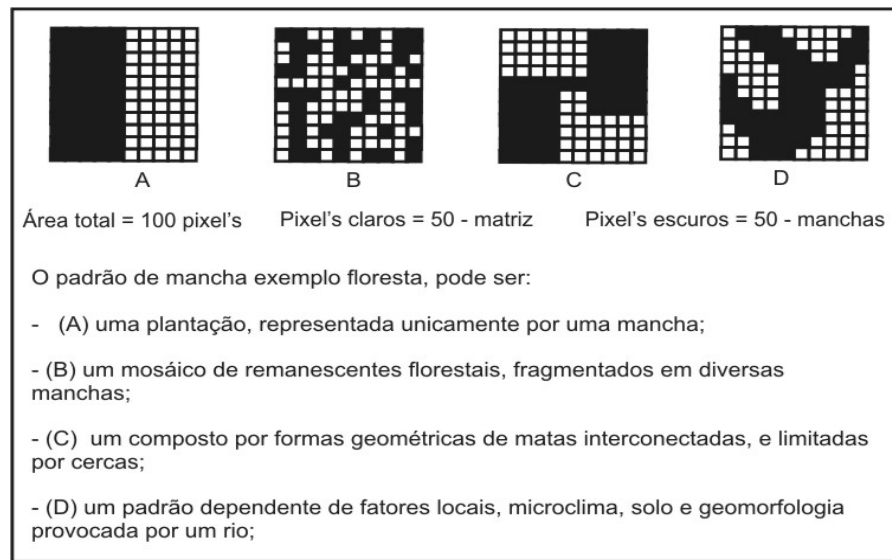 A
B
C
D
Área total = 100 pixel's Pixel's claros = 50 - matriz Pixel's escuros = 50 - manchas
O padrão de mancha exemplo floresta, pode ser:
- (A) uma plantação, representada unicamente por uma mancha;
- (B) um mosáico de remanescentes florestais, fragmentados em diversas
manchas;
- (C) um composto por formas geométricas de matas interconectadas, e limitadas
por cercas;
- (D) um padrão dependente de fatores locais, microclima, solo e geomorfologia
provocada por um rio;